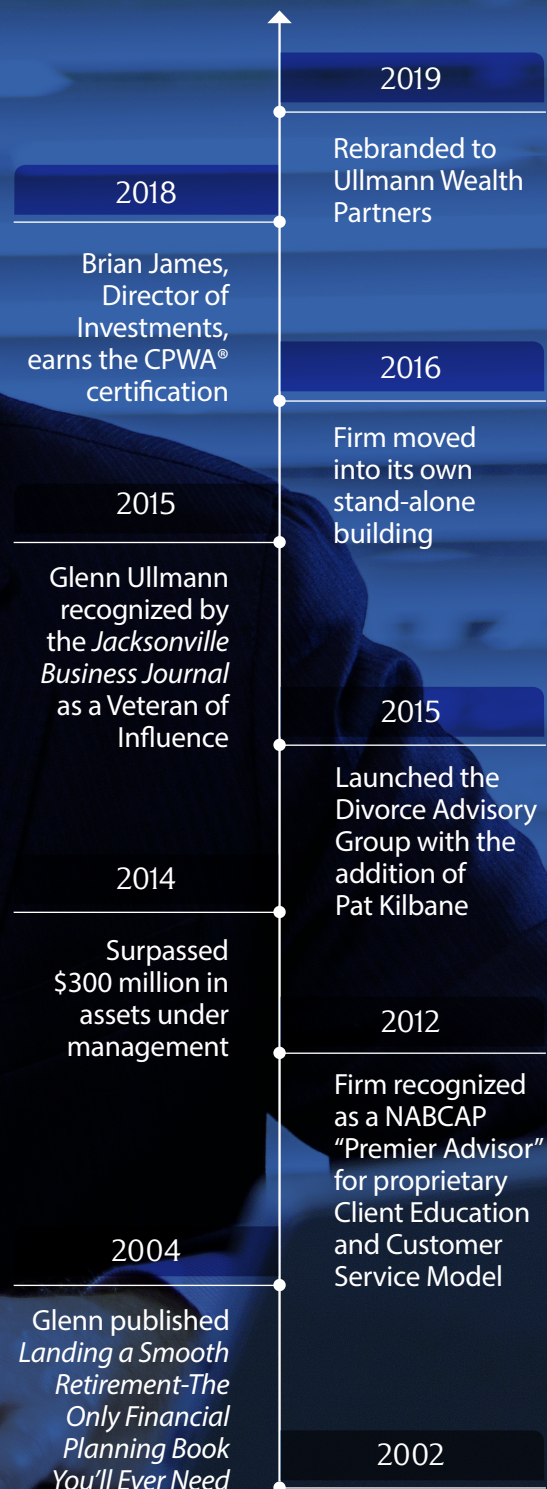 2019
Rebranded to
Ullmann Wealth
Partners
2018
Brian James,
Director of
Investments,
earns the CPWA®
certification
2016
Firm moved
into its own
stand-alone
building
2015
Glenn Ullmann
recognized by
the Jacksonville
Business Journal
as a Veteran of
Influence
2015
Launched the
Divorce Advisory
Group with the
addition of
Pat Kilbane
2014
Surpassed
$300 million in
assets under
management
2012
Firm recognized
as a NABCAP
“Premier Advisor”
for proprietary
Client Education
and Customer
Service Model
2004
Glenn published
Landing a Smooth
Retirement-The
Only Financial
Planning Book
You’ll Ever Need
2002